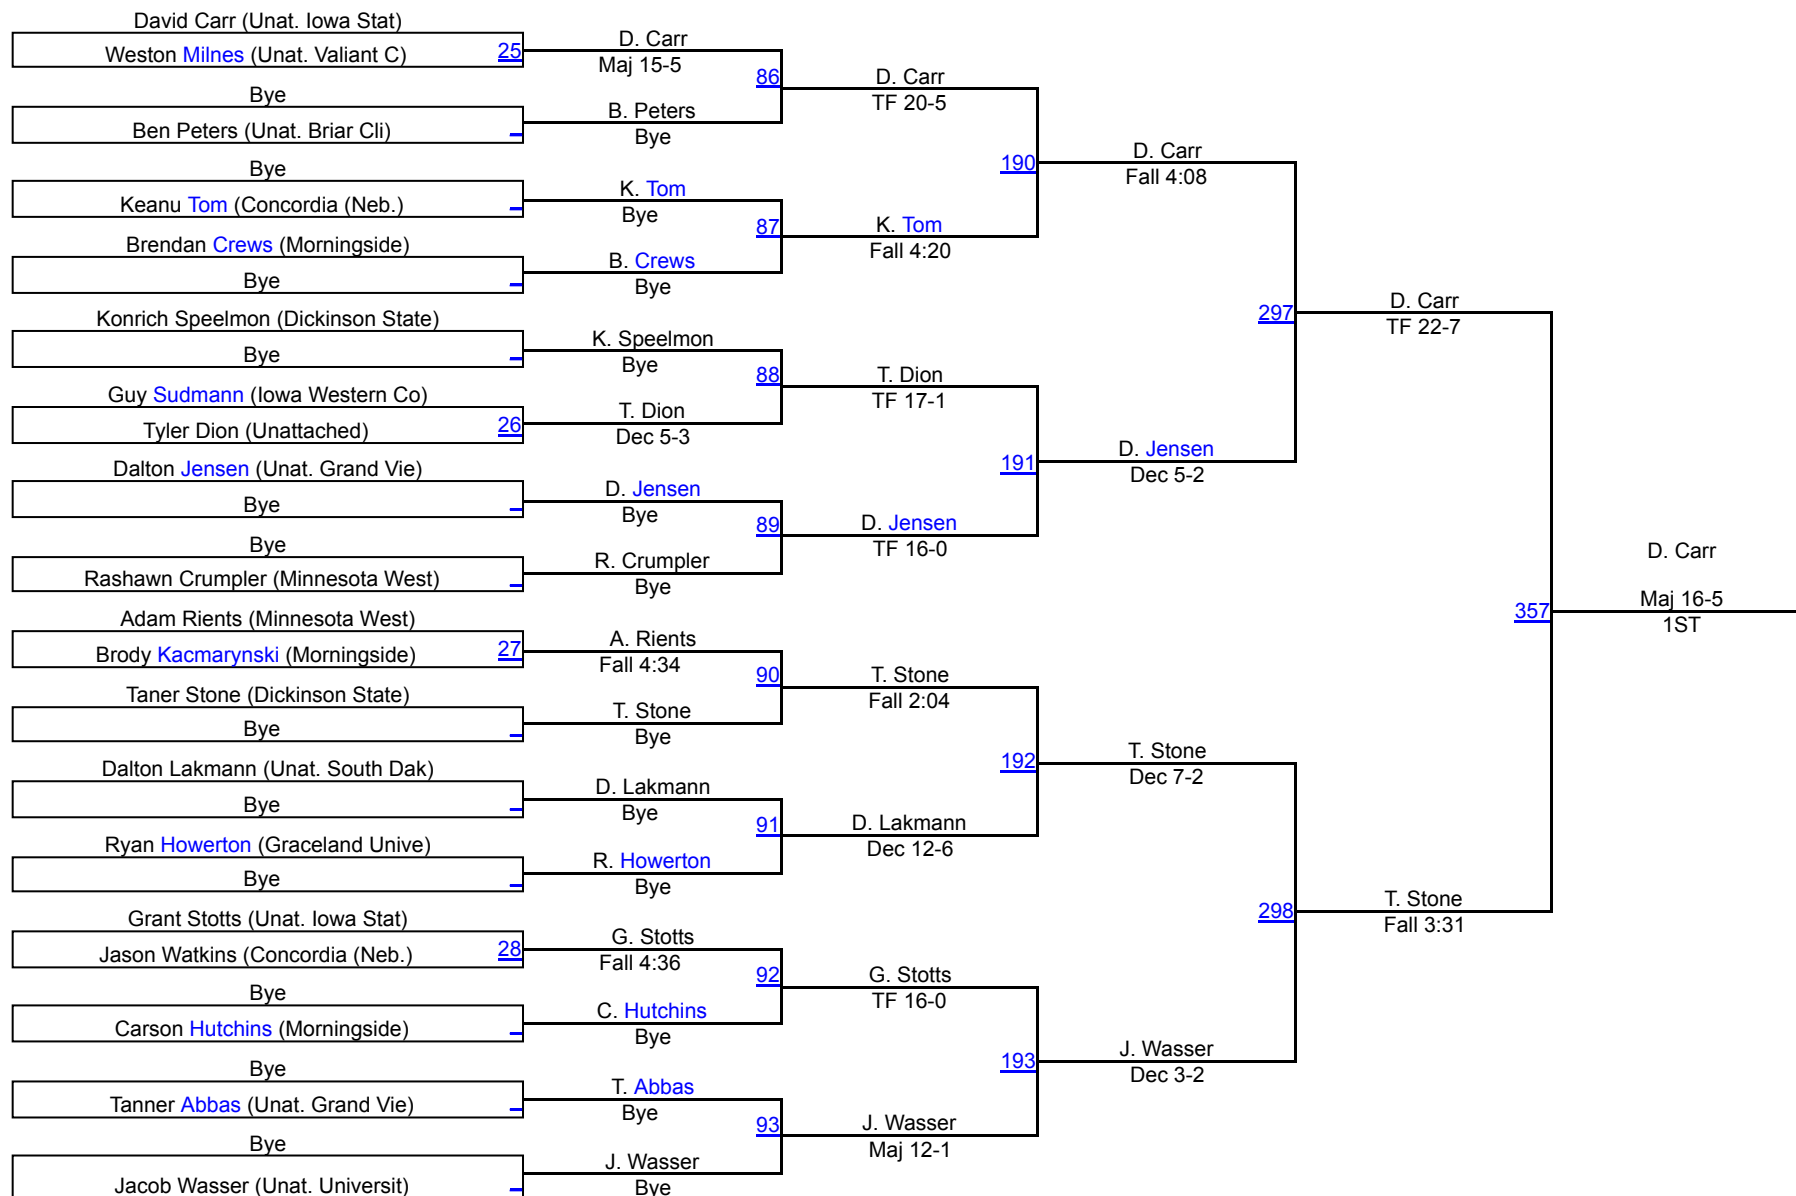 David Carr (Unat. Iowa Stat)
Weston Milnes (Unat. Valiant C) 25
Bye
Ben Peters (Unat. Briar Cli)
Bye
Keanu Tom (Concordia (Neb.)
Brendan Crews (Morningside)
Bye
Konrich Speelmon (Dickinson State)
Bye
Guy Sudmann (Iowa Western Co)
Tyler Dion (Unattached) 26
Dalton Jensen (Unat. Grand Vie)
Bye
Bye
Rashawn Crumpler (Minnesota West)
Adam Rients (Minnesota West)
Brody Kacmarynski (Morningside) 27
Taner Stone (Dickinson State)
Bye
Dalton Lakmann (Unat. South Dak)
Bye
Ryan Howerton (Graceland Unive)
Bye
Grant Stotts (Unat. Iowa Stat)
Jason Watkins (Concordia (Neb.) 28
Bye
Carson Hutchins (Morningside)
Bye
Tanner Abbas (Unat. Grand Vie)
Bye
Jacob Wasser (Unat. Universit)
D. Carr
Maj 15-5
86
B. Peters
Bye
K. Tom
Bye
87
B. Crews
Bye
K. Speelmon
Bye
88
T. Dion
Dec 5-3
D. Jensen
Bye
89
R. Crumpler
Bye
A. Rients
Fall 4:34
90
T. Stone
Bye
D. Lakmann
Bye
91
R. Howerton
Bye
G. Stotts
Fall 4:36
92
C. Hutchins
Bye
T. Abbas
Bye
93
J. Wasser
Bye
D. Carr
TF 20-5
190
K. Tom
Fall 4:20
T. Dion
TF 17-1
191
D. Jensen
TF 16-0
T. Stone
Fall 2:04
192
D. Lakmann
Dec 12-6
G. Stotts
TF 16-0
193
J. Wasser
Maj 12-1
D. Carr
Fall 4:08
297
D. Jensen
Dec 5-2
T. Stone
Dec 7-2
298
J. Wasser
Dec 3-2
D. Carr
TF 22-7
357
T. Stone
Fall 3:31
D. Carr
Maj 16-5
1ST